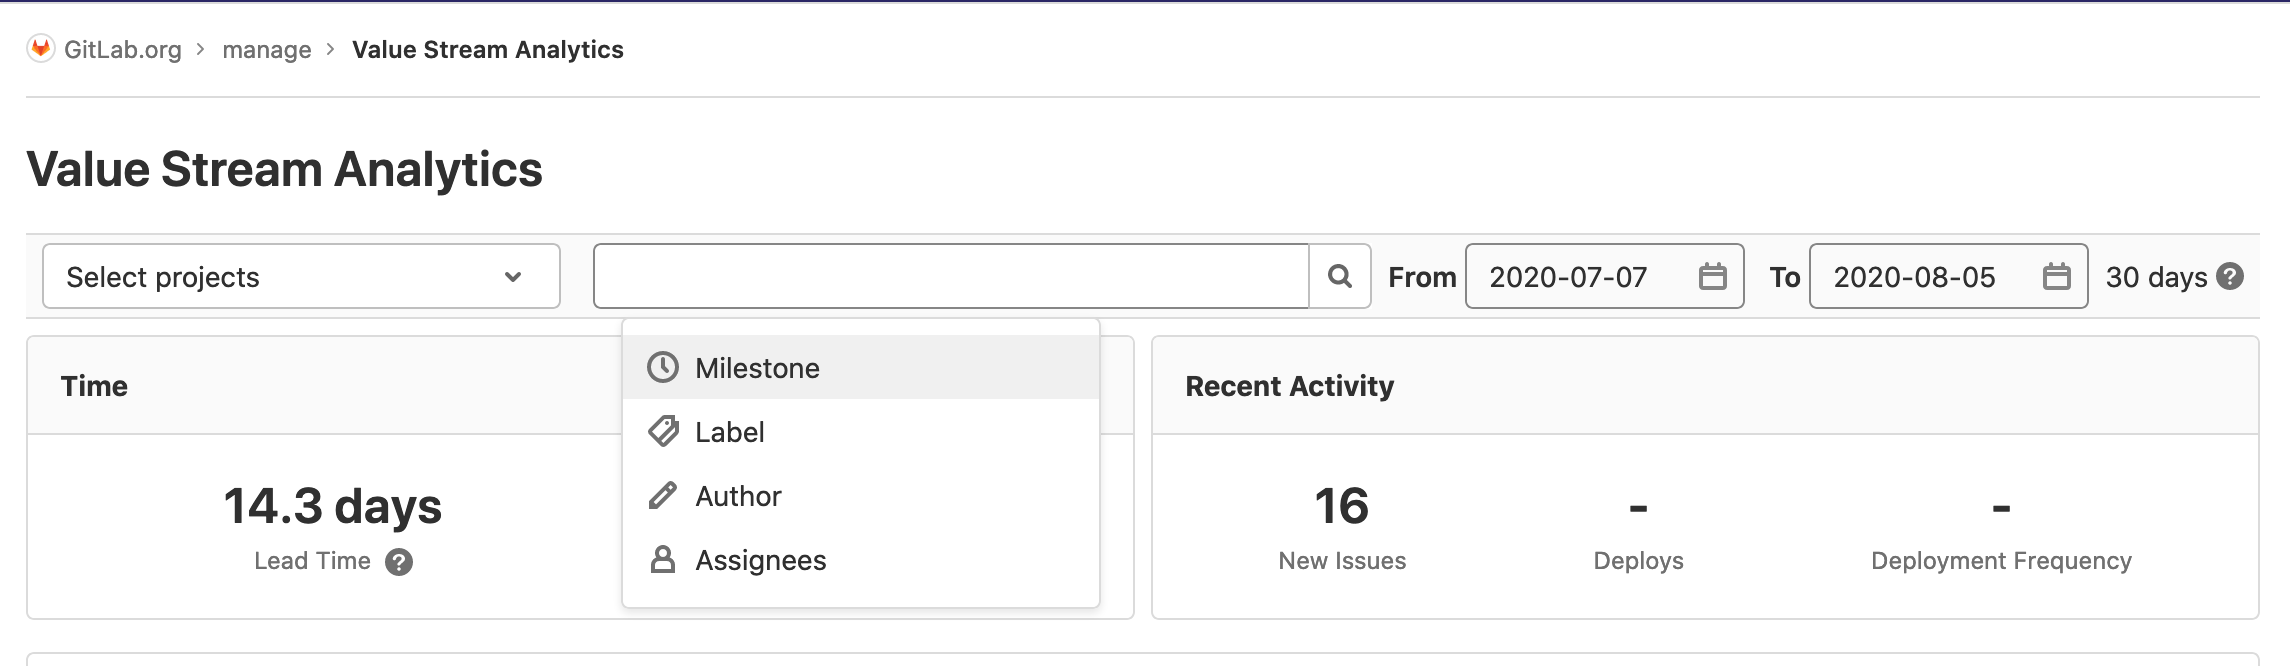 GitLab.org > manage > Value Stream Analytics
Value Stream Analytics
Select projects
From 2020-07-07 To 2020-08-05 30 days ?
Milestone
Label
Author
Assignees
Time
14.3 days
Lead Time ?
Recent Activity
16
New Issues
-
Deploys
-
Deployment Frequency